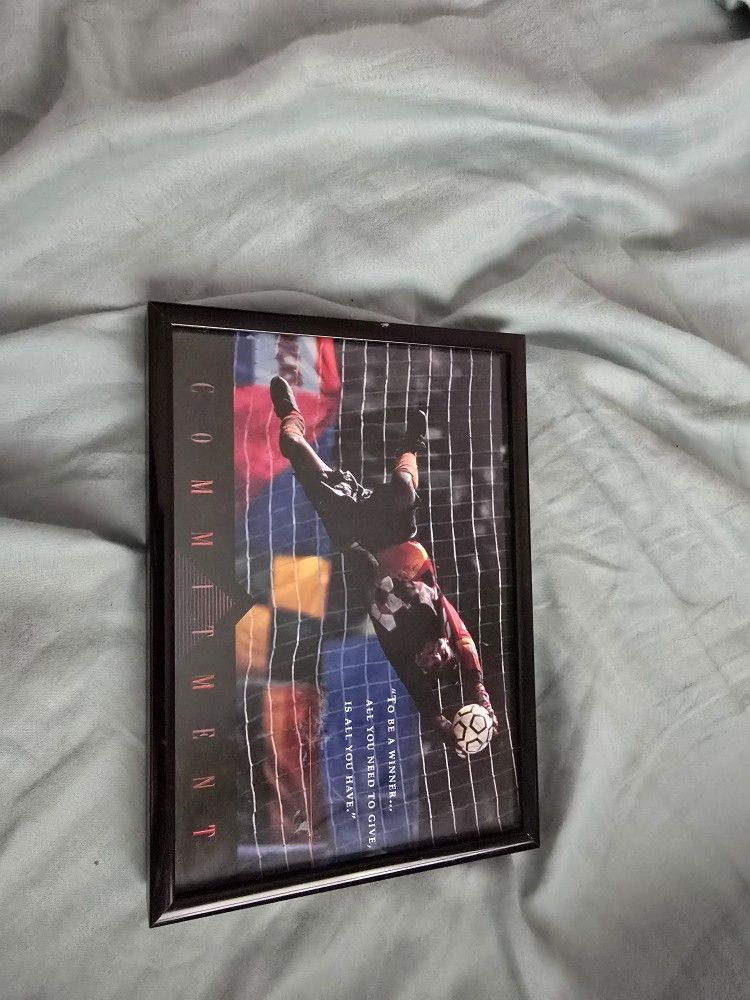 “TO BE A WINNER...
ALL YOU NEED TO GIVE,
IS ALL YOU HAVE.”
COMMITMENT